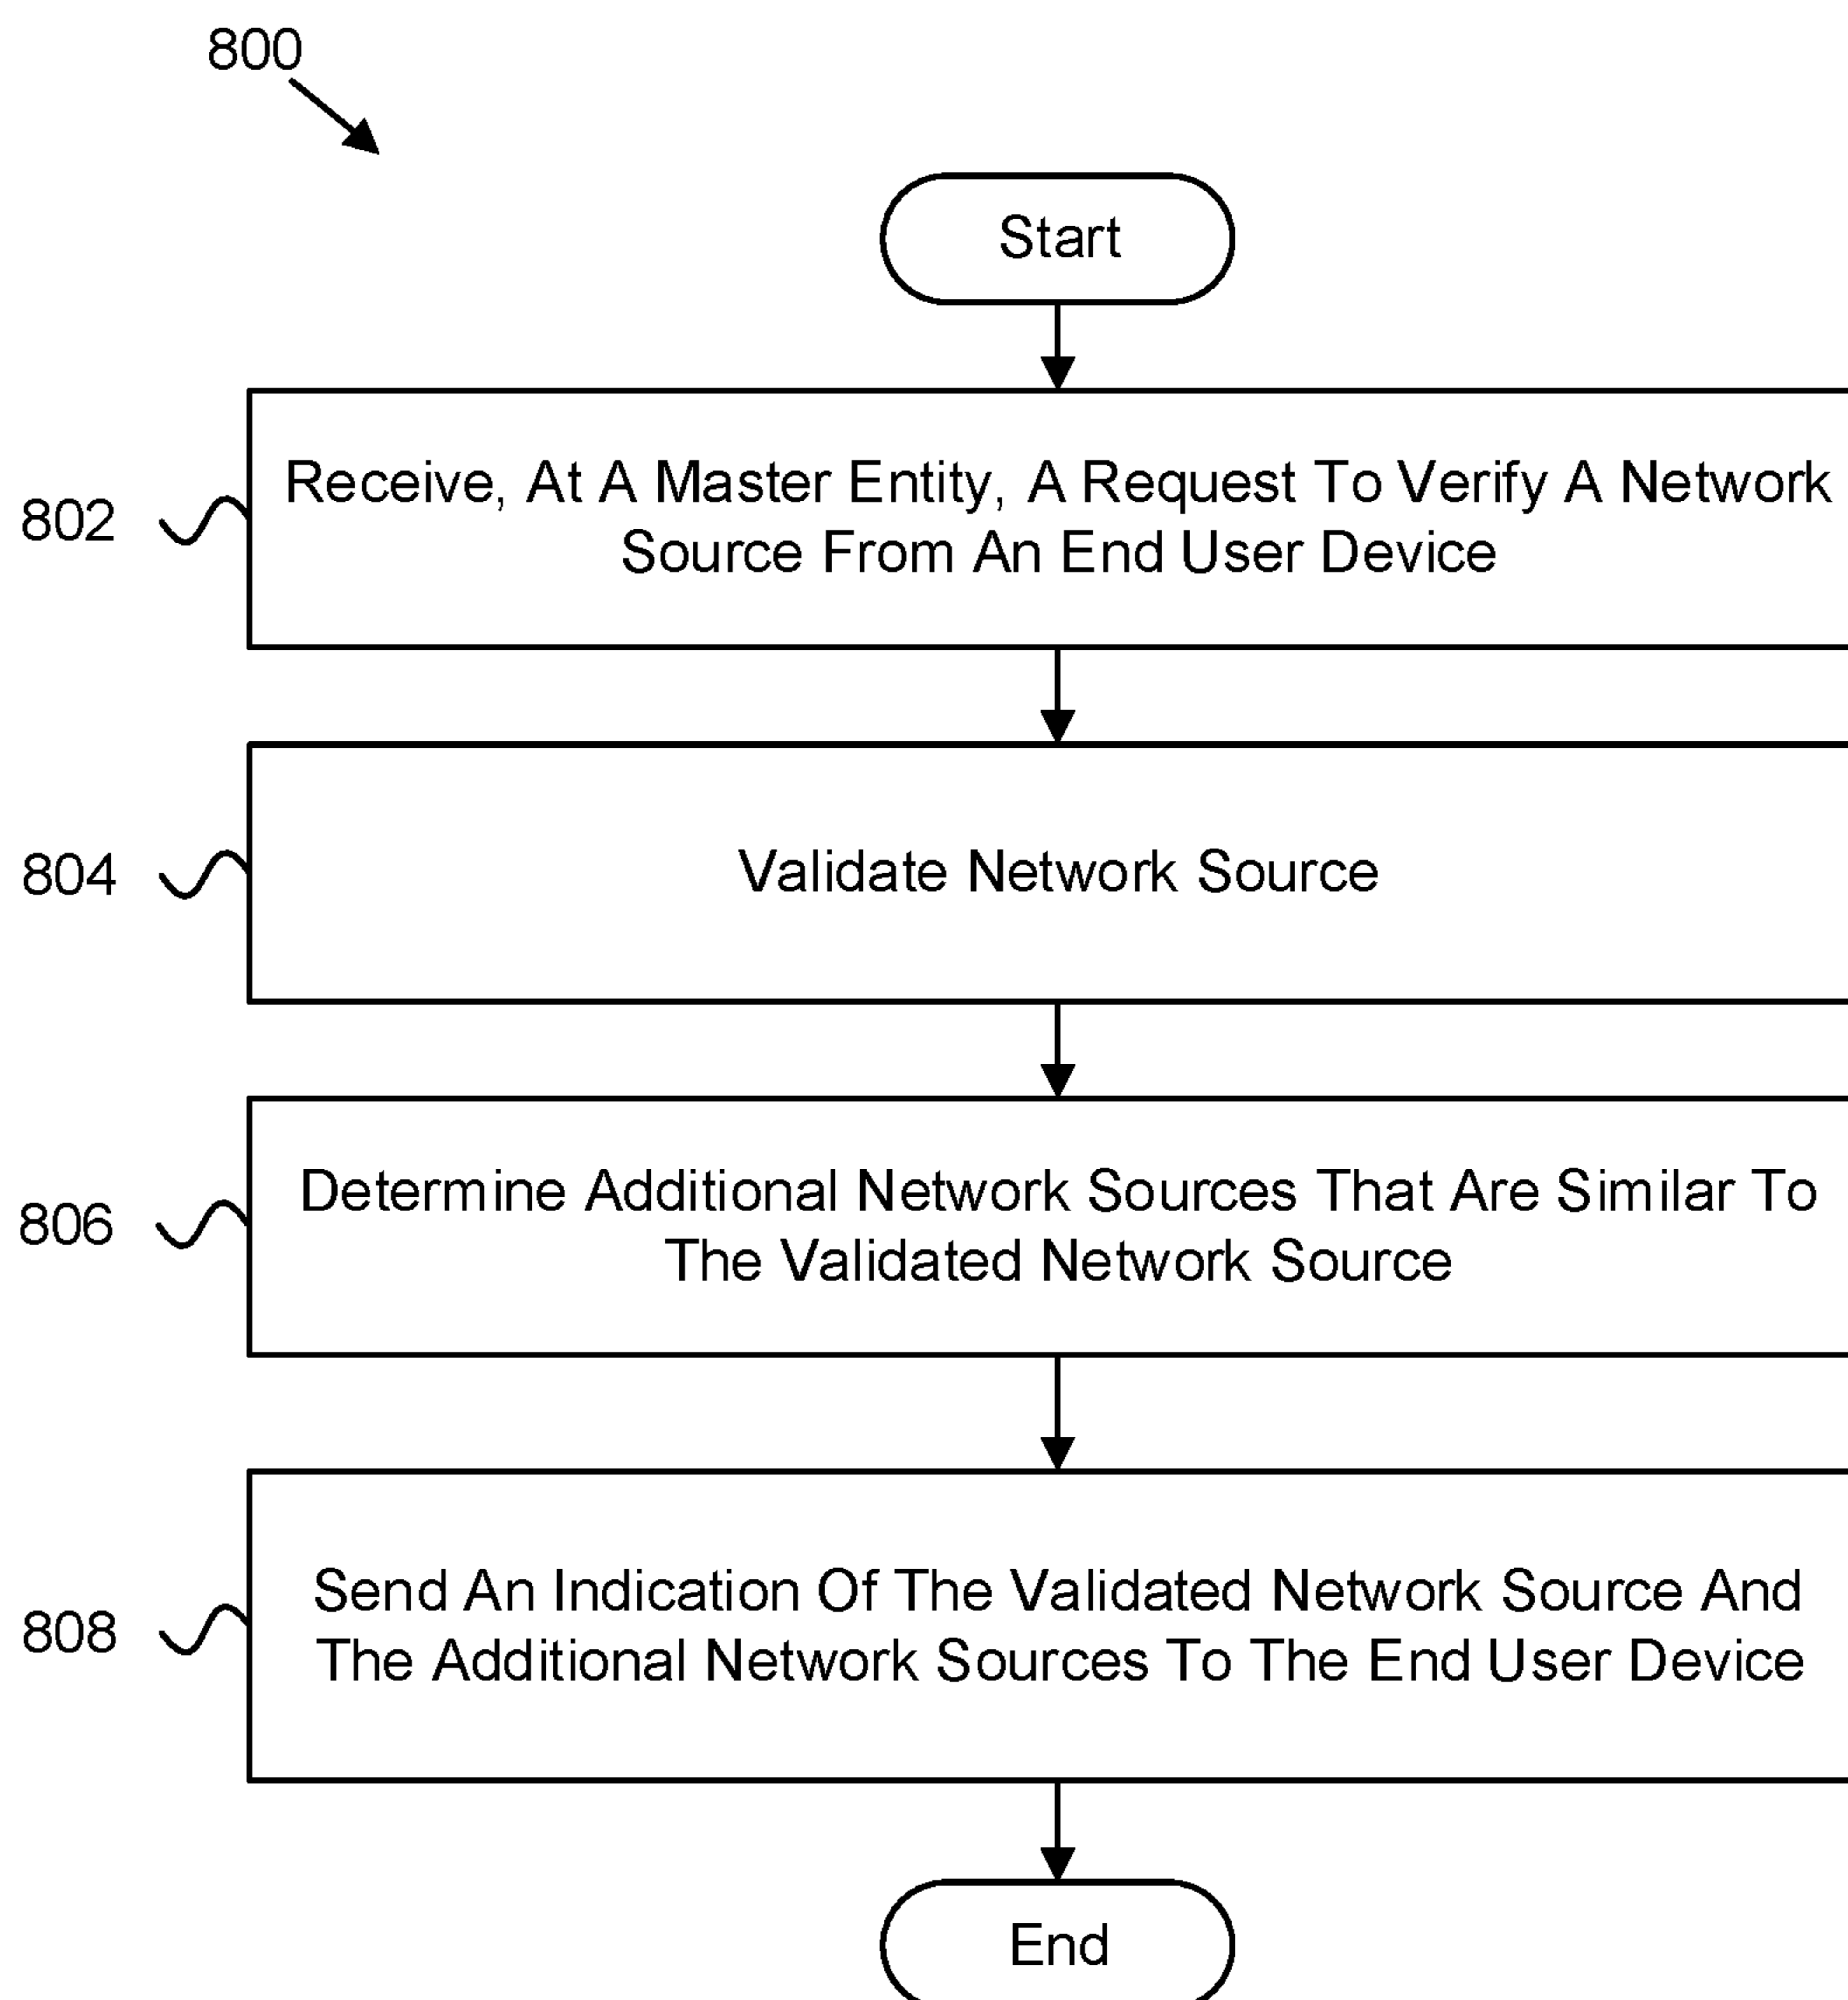 800
Start
802
Receive, At A Master Entity, A Request To Verify A Network
Source From An End User Device
804
Validate Network Source
806
Determine Additional Network Sources That Are Similar To
The Validated Network Source
808
Send An Indication Of The Validated Network Source And
The Additional Network Sources To The End User Device
End